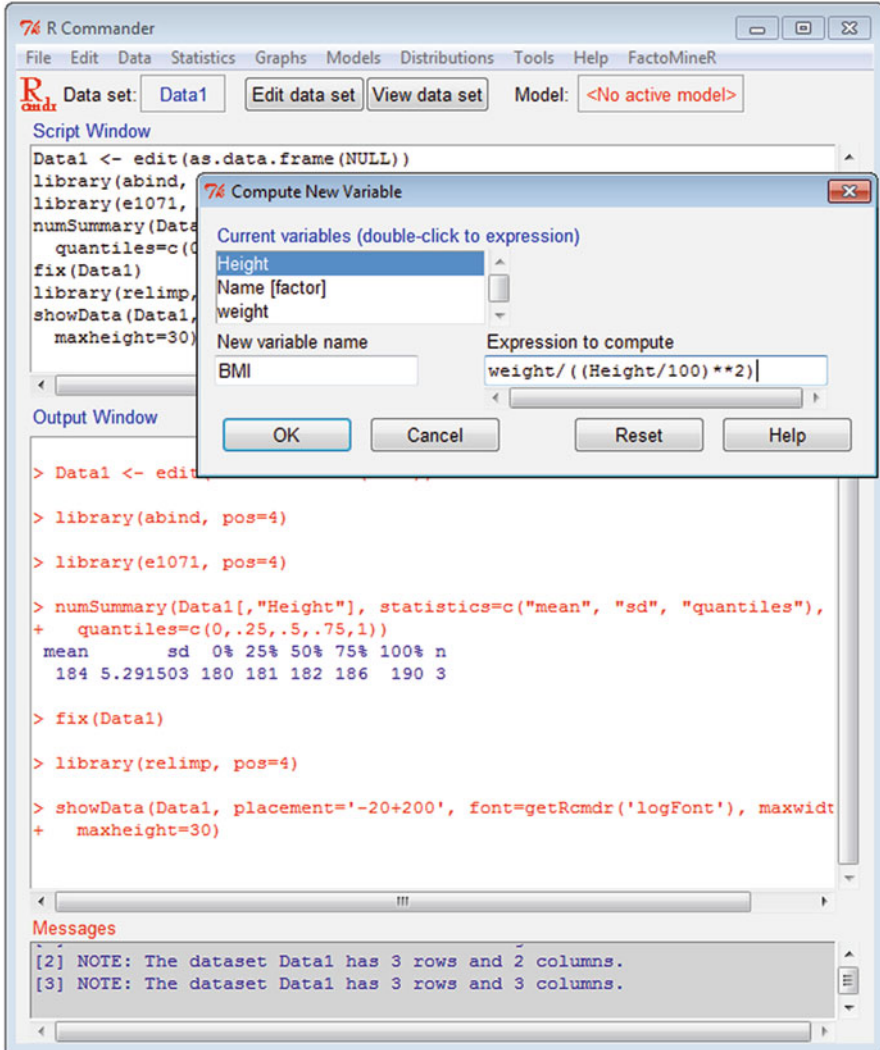 R Commander
File Edit Data Statistics Graphs Models Distributions Tools Help FactoMineR
R cmdr Data set: Data1 Edit data set View data set Model: <No active model>
Script Window
Data1 <- edit(as.data.frame(NULL))
library(abind,
library(e1071,
numSummary(Data
quantiles=c(0
fix(Data1)
library(relimp,
showData(Data1,
maxheight=30)
Compute New Variable
Current variables (double-click to expression)
Height
Name [factor]
weight
New variable name
BMI
Expression to compute
weight/((Height/100)**2)
OK Cancel Reset Help
Output Window
> Data1 <- edit
> library(abind, pos=4)
> library(e1071, pos=4)
> numSummary(Data1[,"Height"], statistics=c("mean", "sd", "quantiles"),
+ quantiles=c(0,.25,.5,.75,1))
mean sd 0% 25% 50% 75% 100% n
184 5.291503 180 181 182 186 190 3
> fix(Data1)
> library(relimp, pos=4)
> showData(Data1, placement='-20+200', font=getRcmdr('logFont'), maxwidt
+ maxheight=30)
Messages
[2] NOTE: The dataset Data1 has 3 rows and 2 columns.
[3] NOTE: The dataset Data1 has 3 rows and 3 columns.